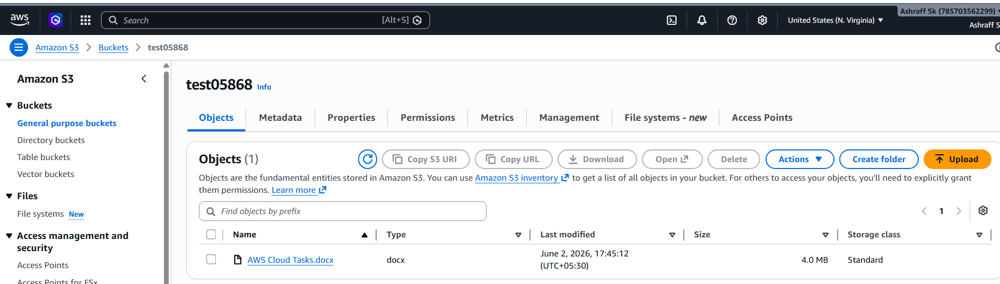 aws
Search [Alt+S]
United States (N. Virginia)
Ashraff Sk (785703562299)
Ashraff S
Amazon S3 > Buckets > test05868
Amazon S3
Buckets
General purpose buckets
Directory buckets
Table buckets
Vector buckets
Files
File systems New
Access management and
security
Access Points
Access Points for FSx
test05868 Info
Objects Metadata Properties Permissions Metrics Management File systems - new Access Points
Objects (1) Copy S3 URI Copy URL Download Open Delete Actions Create folder Upload
Objects are the fundamental entities stored in Amazon S3. You can use Amazon S3 inventory to get a list of all objects in your bucket. For others to access your objects, you'll need to explicitly grant
them permissions. Learn more
Find objects by prefix
1
Name Type Last modified Size Storage class
AWS Cloud Tasks.docx docx June 2, 2026, 17:45:12 4.0 MB Standard
(UTC+05:30)